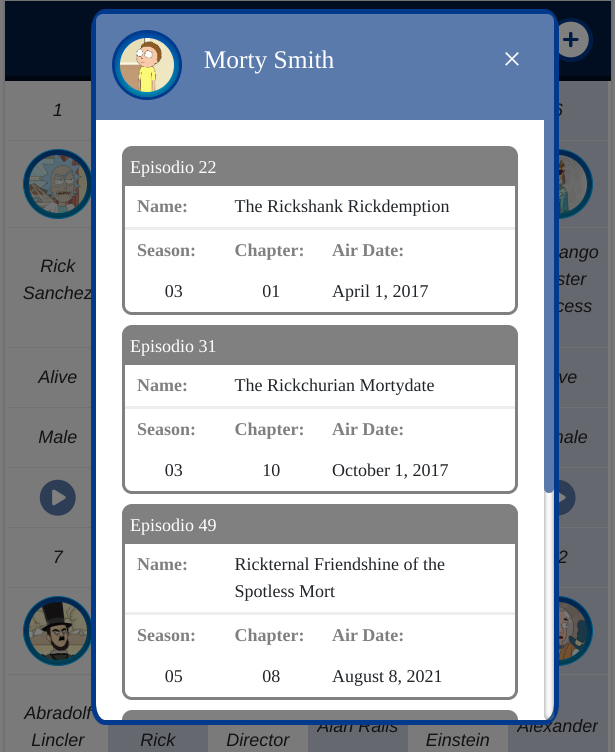 Morty Smith
×
+
1
6
Episodio 22
Name: The Rickshank Rickdemption
Season: Chapter: Air Date:
03 01 April 1, 2017
Rick
Sanchez
Episodio 31
Name: The Rickchurian Mortydate
Alive
Season: Chapter: Air Date:
Male
03 10 October 1, 2017
Episodio 49
7
Name: Rickternal Friendshine of the
Spotless Mort
Season: Chapter: Air Date:
05 08 August 8, 2021
Abradolf
Lincler
Rick
Director
Alan Rails
Einstein
Alexander